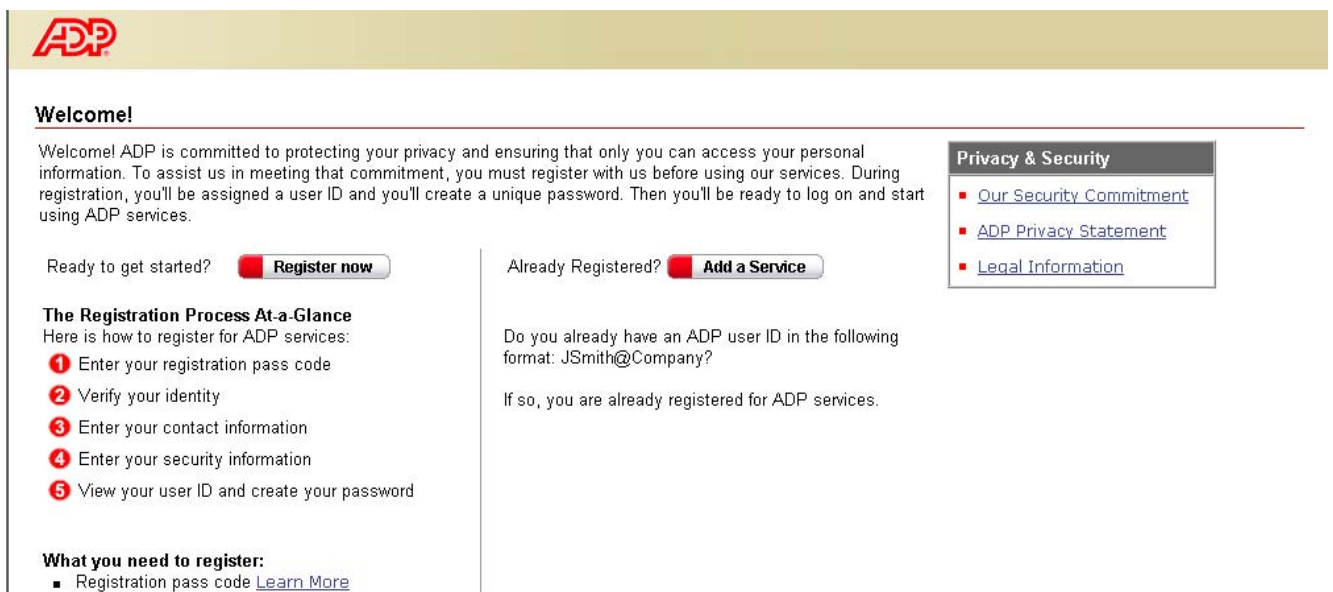 ADP
Welcome!
Welcome! ADP is committed to protecting your privacy and ensuring that only you can access your personal
information. To assist us in meeting that commitment, you must register with us before using our services. During
registration, you'll be assigned a user ID and you'll create a unique password. Then you'll be ready to log on and start
using ADP services.
Privacy & Security
Our Security Commitment
ADP Privacy Statement
Legal Information
Ready to get started? Register now
The Registration Process At-a-Glance
Here is how to register for ADP services:
1 Enter your registration pass code
2 Verify your identity
3 Enter your contact information
4 Enter your security information
5 View your user ID and create your password
What you need to register:
Registration pass code Learn More
Already Registered? Add a Service
Do you already have an ADP user ID in the following
format: JSmith@Company?
If so, you are already registered for ADP services.